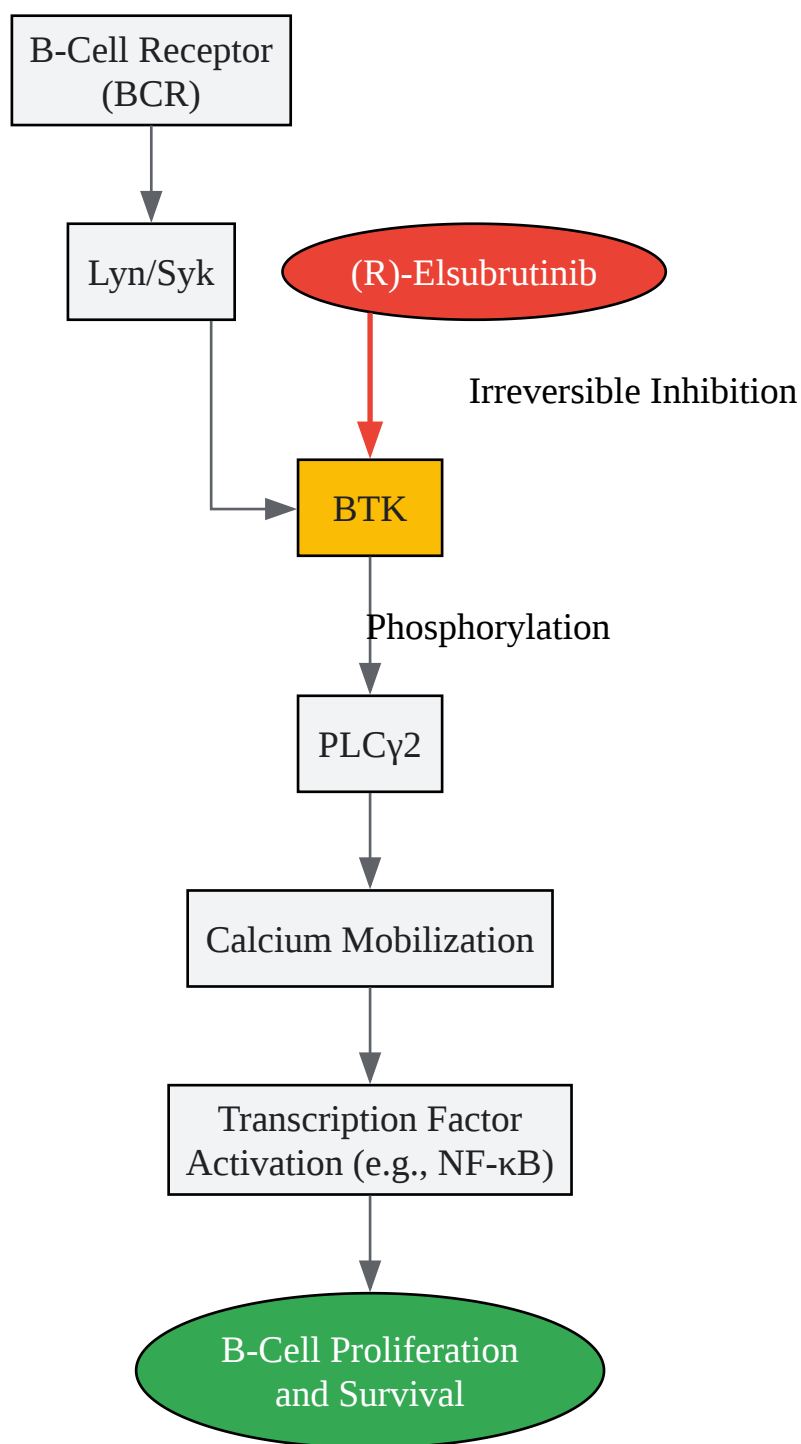 B-Cell Receptor
(BCR)
Lyn/Syk
(R)-Elsubrutinib
Irreversible Inhibition
BTK
Phosphorylation
PLCγ2
Calcium Mobilization
Transcription Factor
Activation (e.g., NF-κB)
B-Cell Proliferation
and Survival